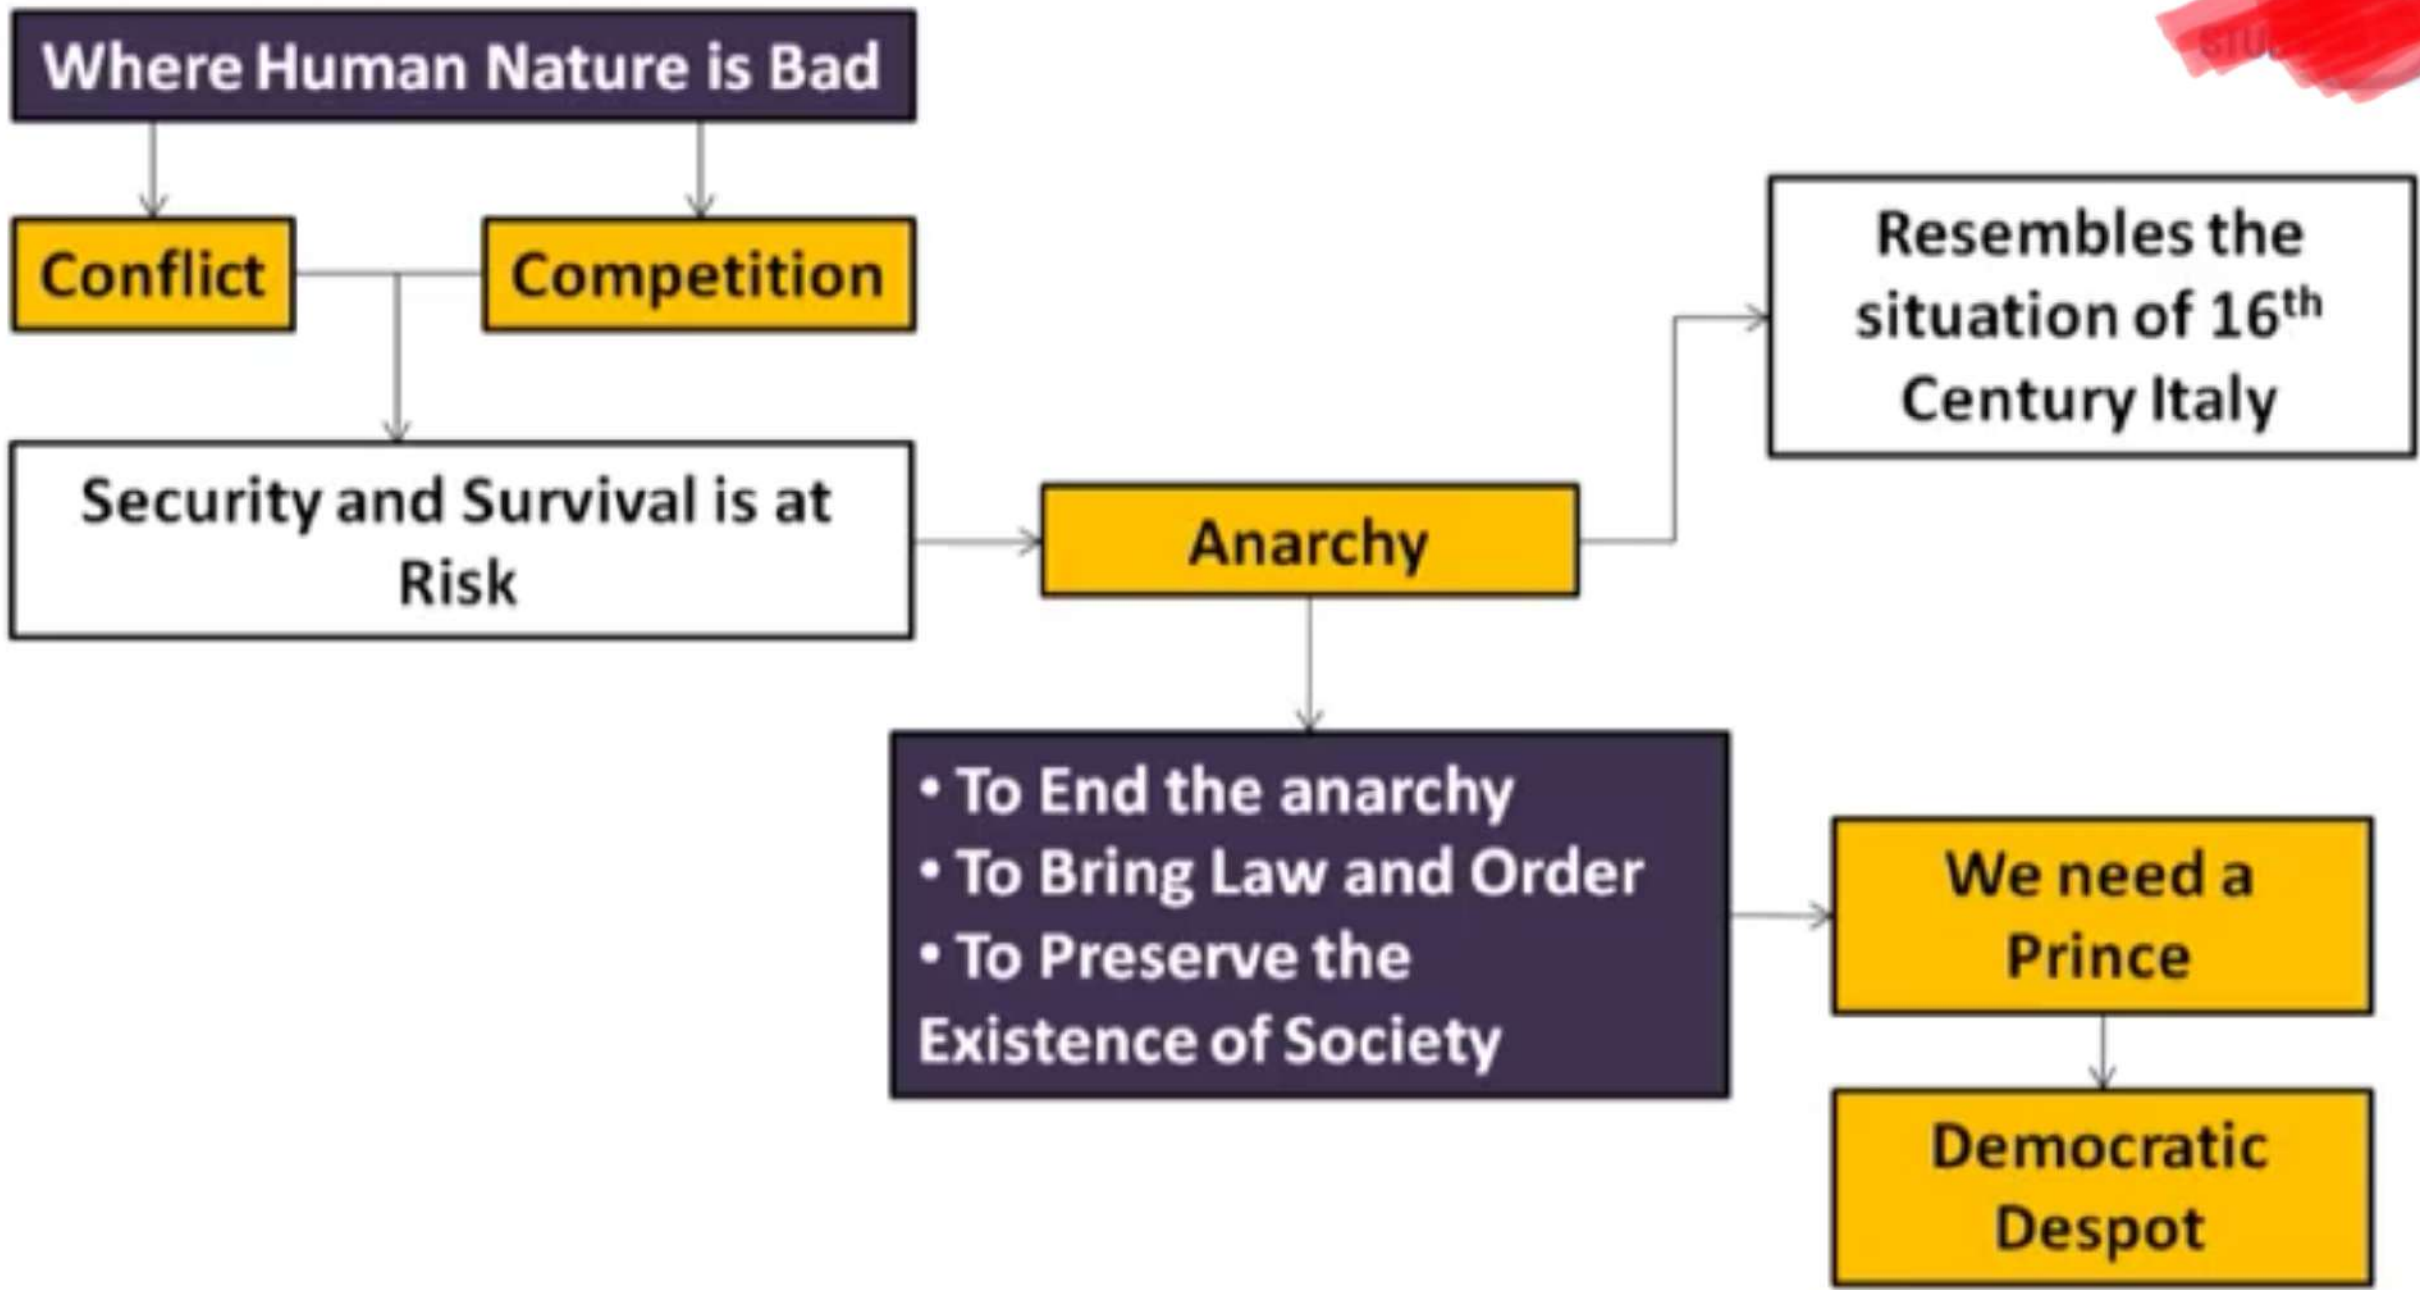 Where Human Nature is Bad
Conflict
Competition
Resembles the
situation of 16th
Century Italy
Security and Survival is at
Risk
Anarchy
• To End the anarchy
• To Bring Law and Order
• To Preserve the
Existence of Society
We need a
Prince
Democratic
Despot